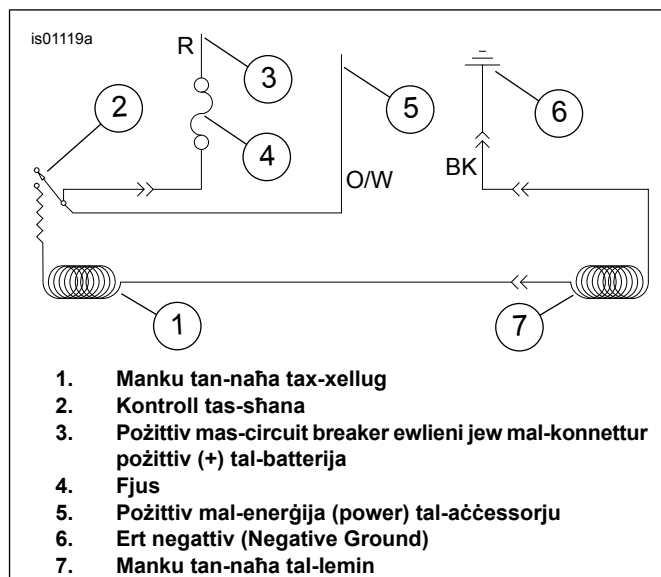 is01119a
R
3
2
5
6
4
O/W
BK
1
7
1. Manku tan-naħa tax-xellug
2. Kontroll tas-sħana
3. Pożittiv mas-circuit breaker ewlieni jew mal-konnettur
pożittiv (+) tal-batterija
4. Fjus
5. Pożittiv mal-enerġija (power) tal-aċċessorju
6. Ert negattiv (Negative Ground)
7. Manku tan-naħa tal-lemin